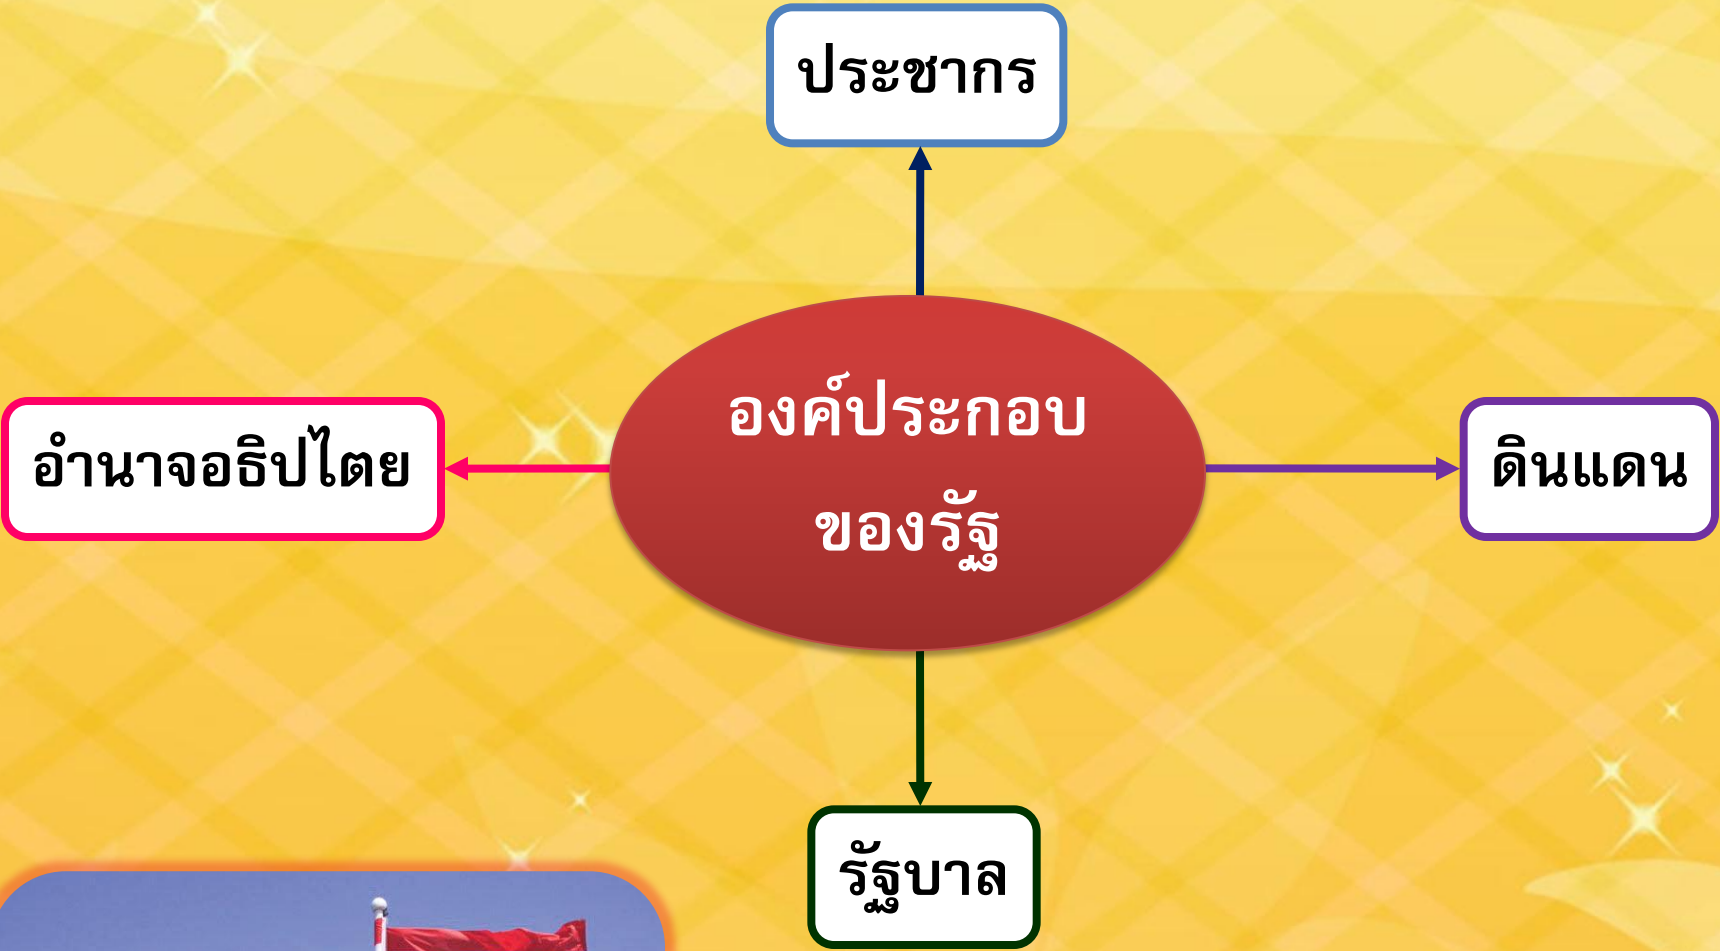 ประชากร
องค์ประกอบ
ของรัฐ
อำนาจอธิปไตย
ดินแดน
รัฐบาล